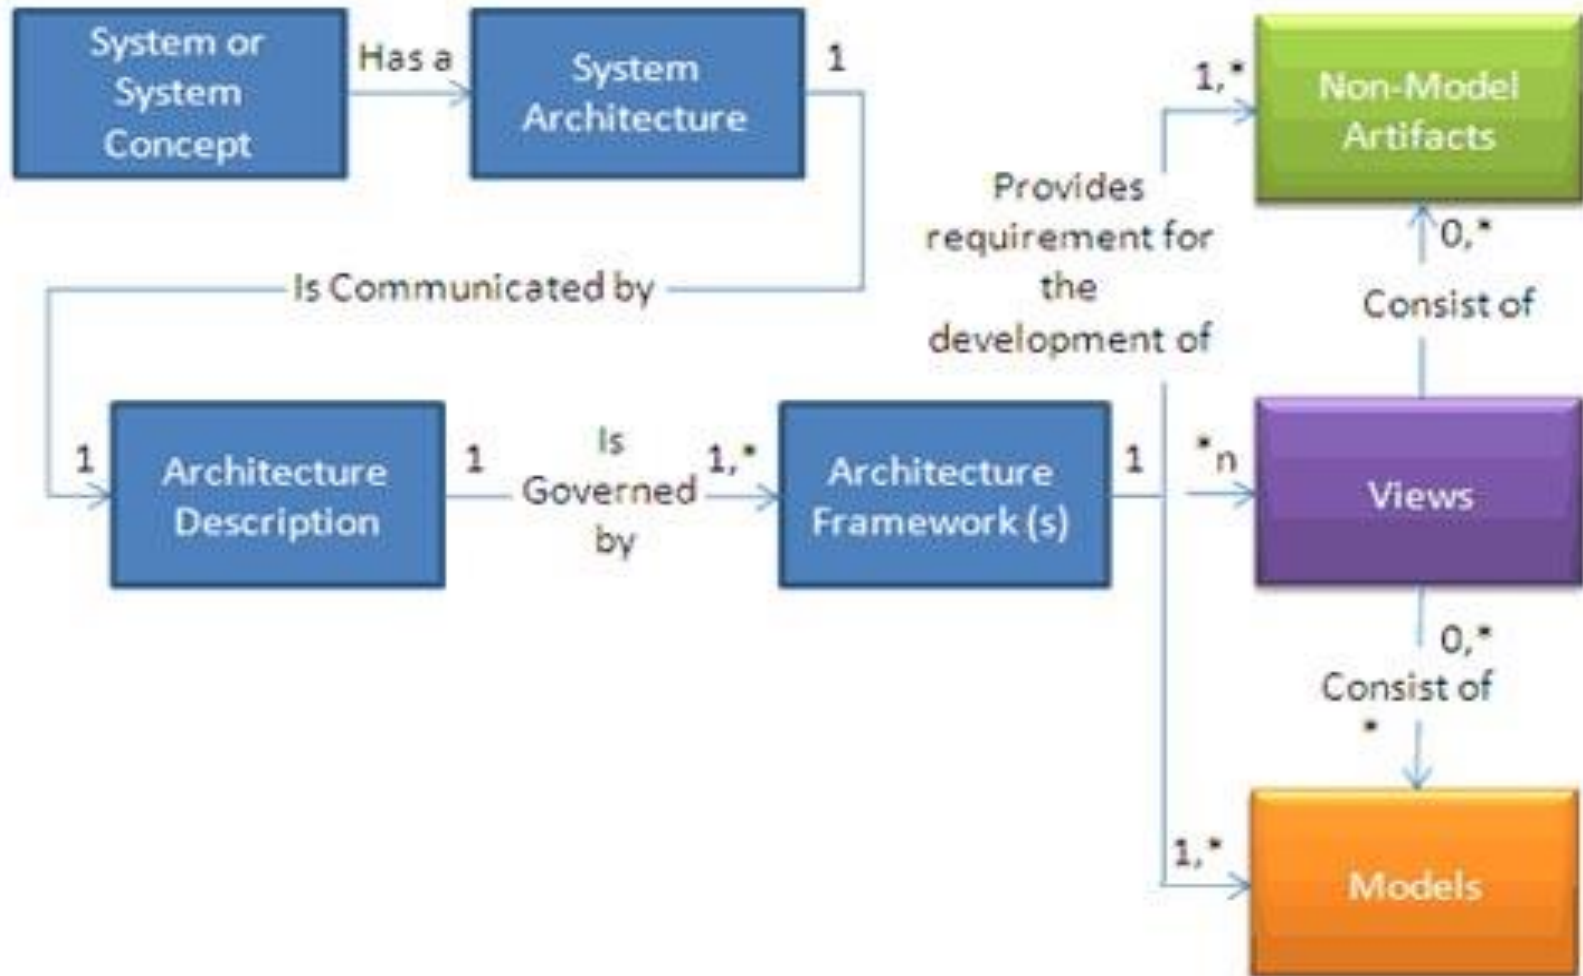 System or
System
Concept
Has a
System
Architecture
1
Is Communicated by
1
Architecture
Description
1
Is
Governed
by
1,*
Architecture
Framework (s)
1
Provides
requirement for
the
development of
1,*
Non-Model
Artifacts
0,*
Consist of
*n
Views
0,*
Consist of
*
1,*
Models